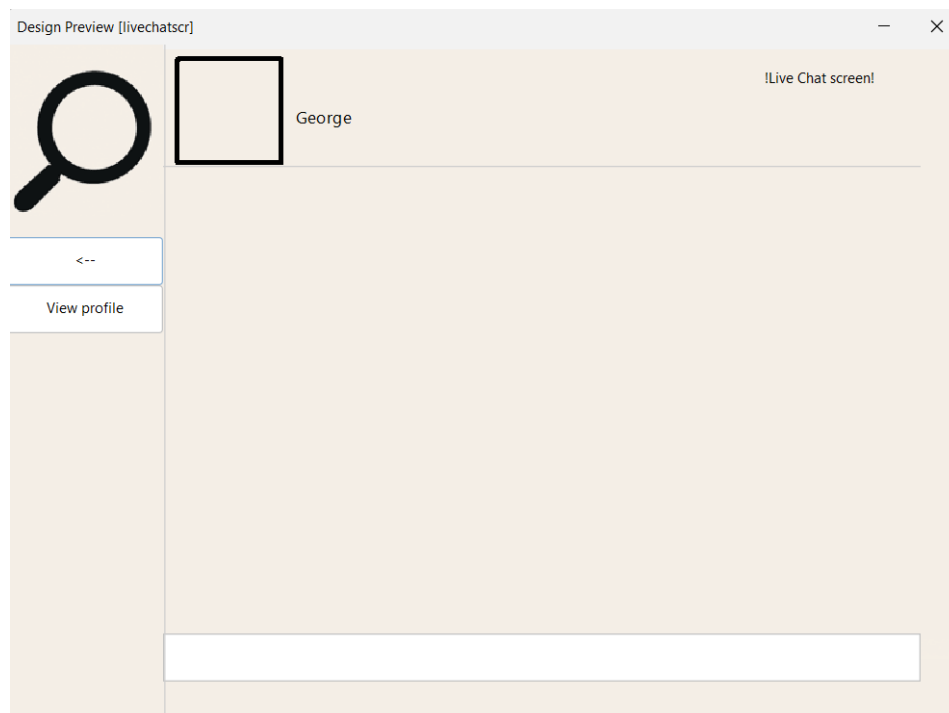 Design Preview [livechatscr]
!Live Chat screen!
George
<--
View profile